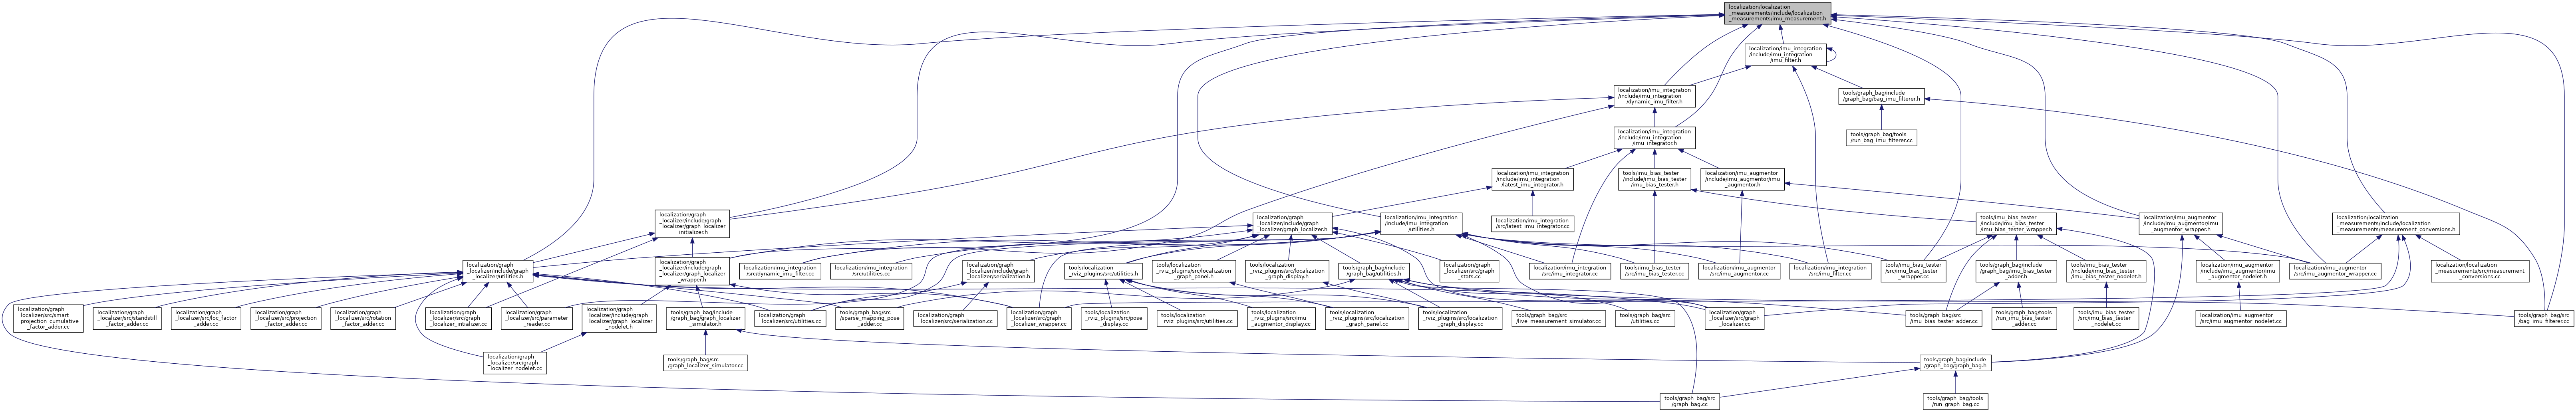 localization/localization
_measurements/include/localization
_measurements/imu_measurement.h
localization/imu_integration
/include/imu_integration
/imu_filter.h
localization/imu_integration
/include/imu_integration
/dynamic_imu_filter.h
tools/graph_bag/include
/graph_bag/bag_imu_filterer.h
localization/imu_integration
/include/imu_integration
/imu_integrator.h
tools/graph_bag/tools
/run_bag_imu_filterer.cc
localization/imu_integration
/include/imu_integration
/latest_imu_integrator.h
tools/imu_bias_tester
/include/imu_bias_tester
/imu_bias_tester.h
localization/imu_augmentor
/include/imu_augmentor/imu
_augmentor.h
localization/graph
_localizer/include/graph
_localizer/graph_localizer
_initializer.h
localization/graph
_localizer/include/graph
_localizer/graph_localizer.h
localization/imu_integration
/include/imu_integration
/utilities.h
localization/imu_integration
/src/latest_imu_integrator.cc
tools/imu_bias_tester
/include/imu_bias_tester
/imu_bias_tester_wrapper.h
localization/imu_augmentor
/include/imu_augmentor/imu
_augmentor_wrapper.h
localization/localization
_measurements/include/localization
_measurements/measurement_conversions.h
localization/graph
_localizer/include/graph
_localizer/utilities.h
localization/graph
_localizer/include/graph
_localizer/graph_localizer
_wrapper.h
localization/imu_integration
/src/dynamic_imu_filter.cc
localization/imu_integration
/src/utilities.cc
localization/graph
_localizer/include/graph
_localizer/serialization.h
tools/localization
_rviz_plugins/src/utilities.h
tools/localization
_rviz_plugins/src/localization
_graph_panel.h
tools/localization
_rviz_plugins/src/localization
_graph_display.h
tools/graph_bag/include
/graph_bag/utilities.h
localization/graph
_localizer/src/graph
_stats.cc
localization/imu_integration
/src/imu_integrator.cc
tools/imu_bias_tester
/src/imu_bias_tester.cc
localization/imu_augmentor
/src/imu_augmentor.cc
localization/imu_integration
/src/imu_filter.cc
tools/imu_bias_tester
/src/imu_bias_tester
_wrapper.cc
tools/graph_bag/include
/graph_bag/imu_bias_tester
_adder.h
tools/imu_bias_tester
/include/imu_bias_tester
/imu_bias_tester_nodelet.h
localization/imu_augmentor
/include/imu_augmentor/imu
_augmentor_nodelet.h
localization/imu_augmentor
/src/imu_augmentor_wrapper.cc
localization/localization
_measurements/src/measurement
_conversions.cc
localization/graph
_localizer/src/smart
_projection_cumulative
_factor_adder.cc
localization/graph
_localizer/src/standstill
_factor_adder.cc
localization/graph
_localizer/src/loc_factor
_adder.cc
localization/graph
_localizer/src/projection
_factor_adder.cc
localization/graph
_localizer/src/rotation
_factor_adder.cc
localization/graph
_localizer/src/graph
_localizer_initializer.cc
localization/graph
_localizer/src/parameter
_reader.cc
localization/graph
_localizer/include/graph
_localizer/graph_localizer
_nodelet.h
tools/graph_bag/include
/graph_bag/graph_localizer
_simulator.h
localization/graph
_localizer/src/utilities.cc
tools/graph_bag/src
/sparse_mapping_pose
_adder.cc
localization/graph
_localizer/src/serialization.cc
localization/graph
_localizer/src/graph
_localizer_wrapper.cc
tools/localization
_rviz_plugins/src/pose
_display.cc
tools/localization
_rviz_plugins/src/utilities.cc
tools/localization
_rviz_plugins/src/imu
_augmentor_display.cc
tools/localization
_rviz_plugins/src/localization
_graph_panel.cc
tools/localization
_rviz_plugins/src/localization
_graph_display.cc
tools/graph_bag/src
/live_measurement_simulator.cc
tools/graph_bag/src
/utilities.cc
localization/graph
_localizer/src/graph
_localizer.cc
tools/graph_bag/src
/imu_bias_tester_adder.cc
tools/graph_bag/tools
/run_imu_bias_tester
_adder.cc
tools/imu_bias_tester
/src/imu_bias_tester
_nodelet.cc
localization/imu_augmentor
/src/imu_augmentor_nodelet.cc
tools/graph_bag/src
/bag_imu_filterer.cc
localization/graph
_localizer/src/graph
_localizer_nodelet.cc
tools/graph_bag/src
/graph_localizer_simulator.cc
tools/graph_bag/include
/graph_bag/graph_bag.h
tools/graph_bag/src
/graph_bag.cc
tools/graph_bag/tools
/run_graph_bag.cc